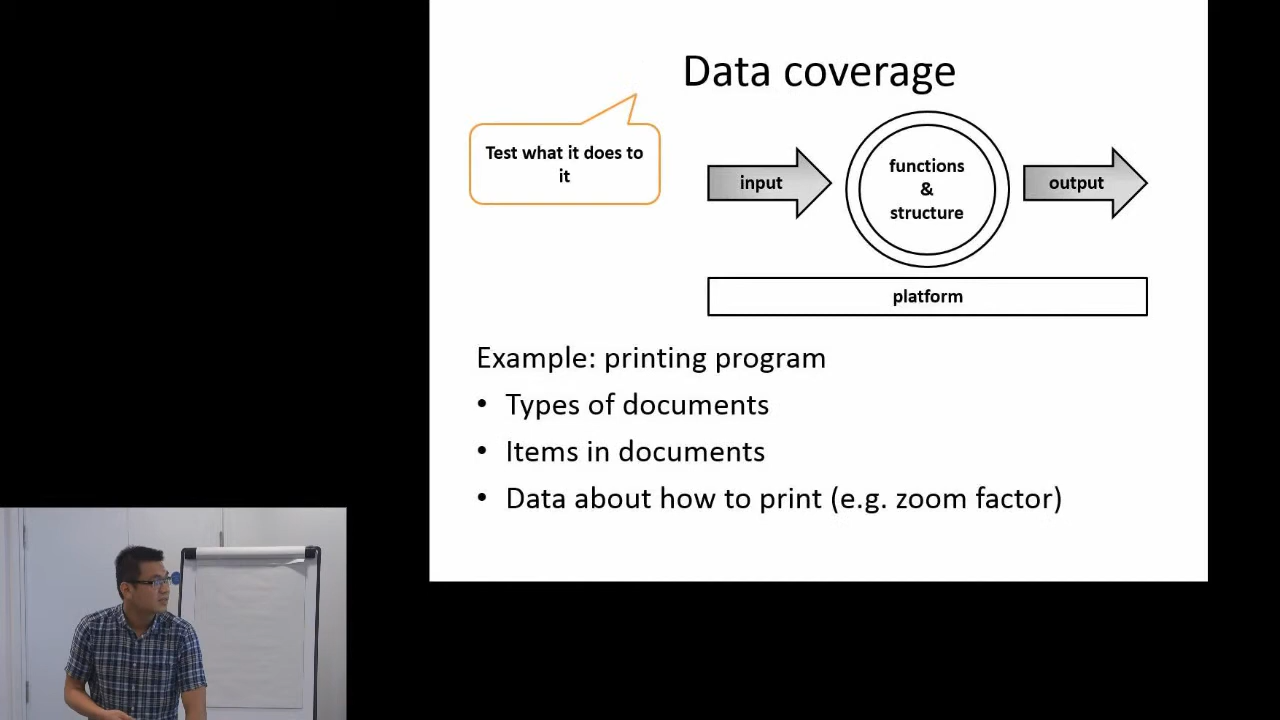 Data coverage
Test what it does to
it
input
functions
&
structure
output
platform
Example: printing program
• Types of documents
• Items in documents
• Data about how to print (e.g. zoom factor)